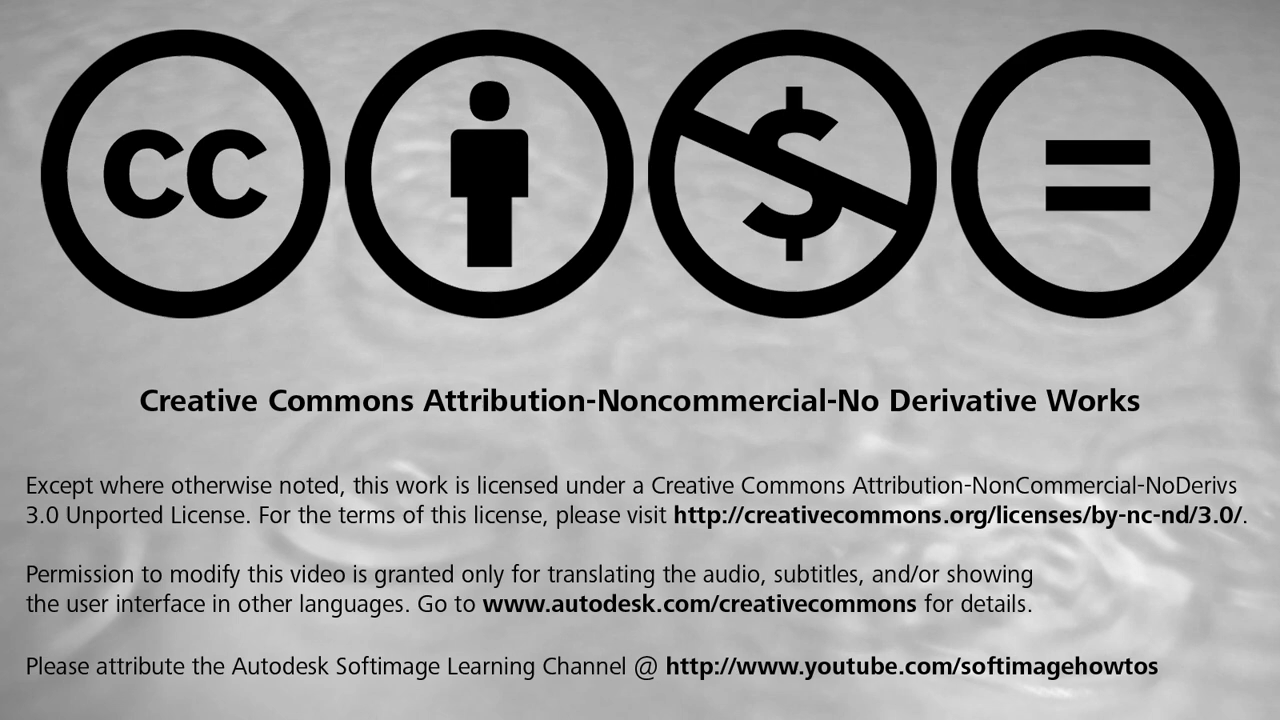 cc $ =
Creative Commons Attribution-Noncommercial-No Derivative Works
Except where otherwise noted, this work is licensed under a Creative Commons Attribution-NonCommercial-NoDerivs
3.0 Unported License. For the terms of this license, please visit http://creativecommons.org/licenses/by-nc-nd/3.0/.
Permission to modify this video is granted only for translating the audio, subtitles, and/or showing
the user interface in other languages. Go to www.autodesk.com/creativecommons for details.
Please attribute the Autodesk Softimage Learning Channel @ http://www.youtube.com/softimagehowtos